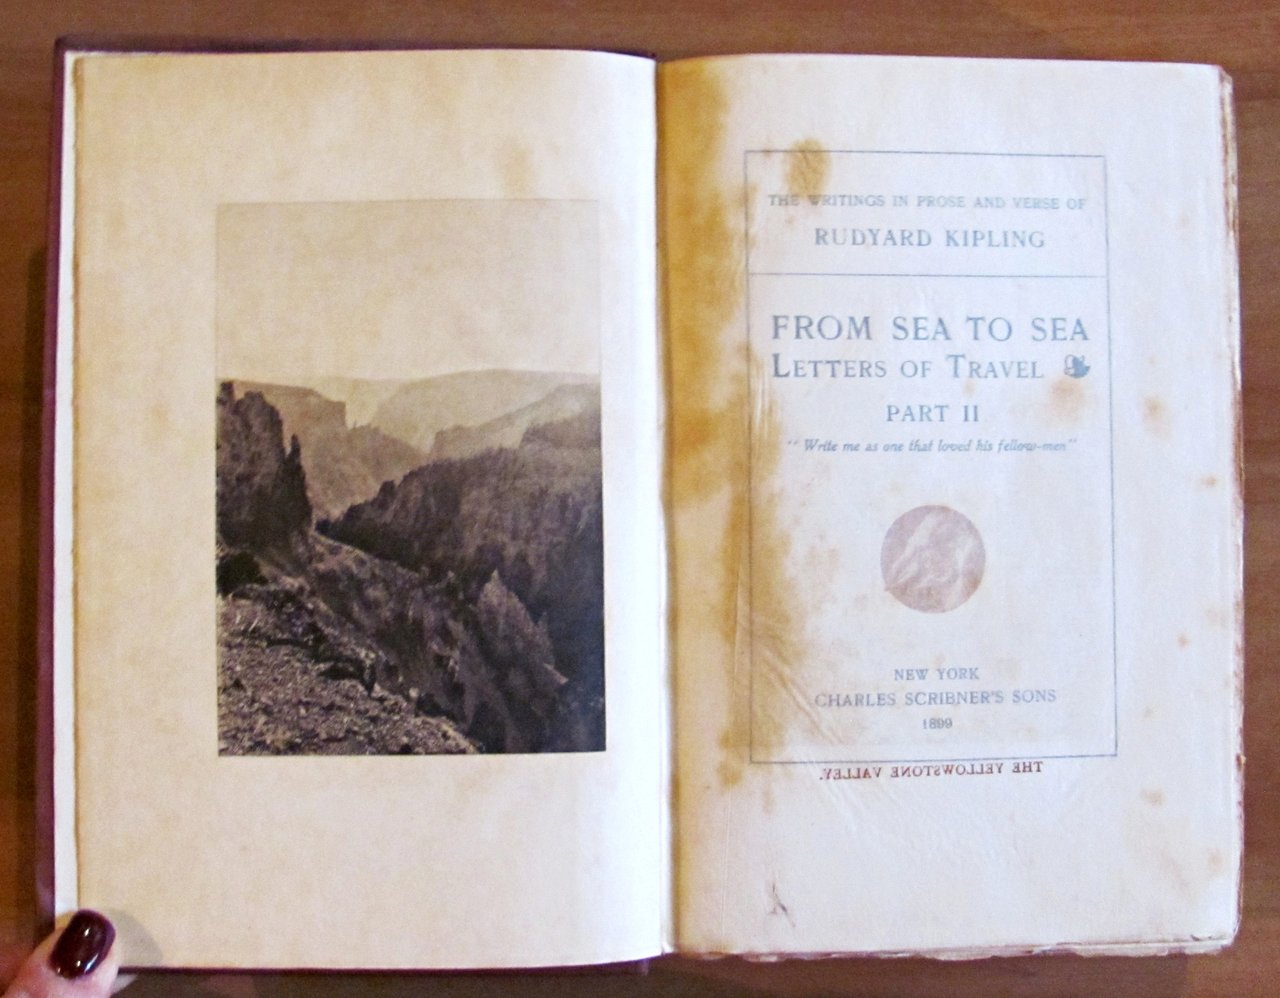 THE WRITINGS IN PROSE AND VERSE OF
RUDYARD KIPLING
FROM SEA TO SEA
LETTERS OF TRAVEL
PART II
"Write me as one that loved his fellow-men"
NEW YORK
CHARLES SCRIBNER'S SONS
1899
THE YELLOWSTONE VALLEY.